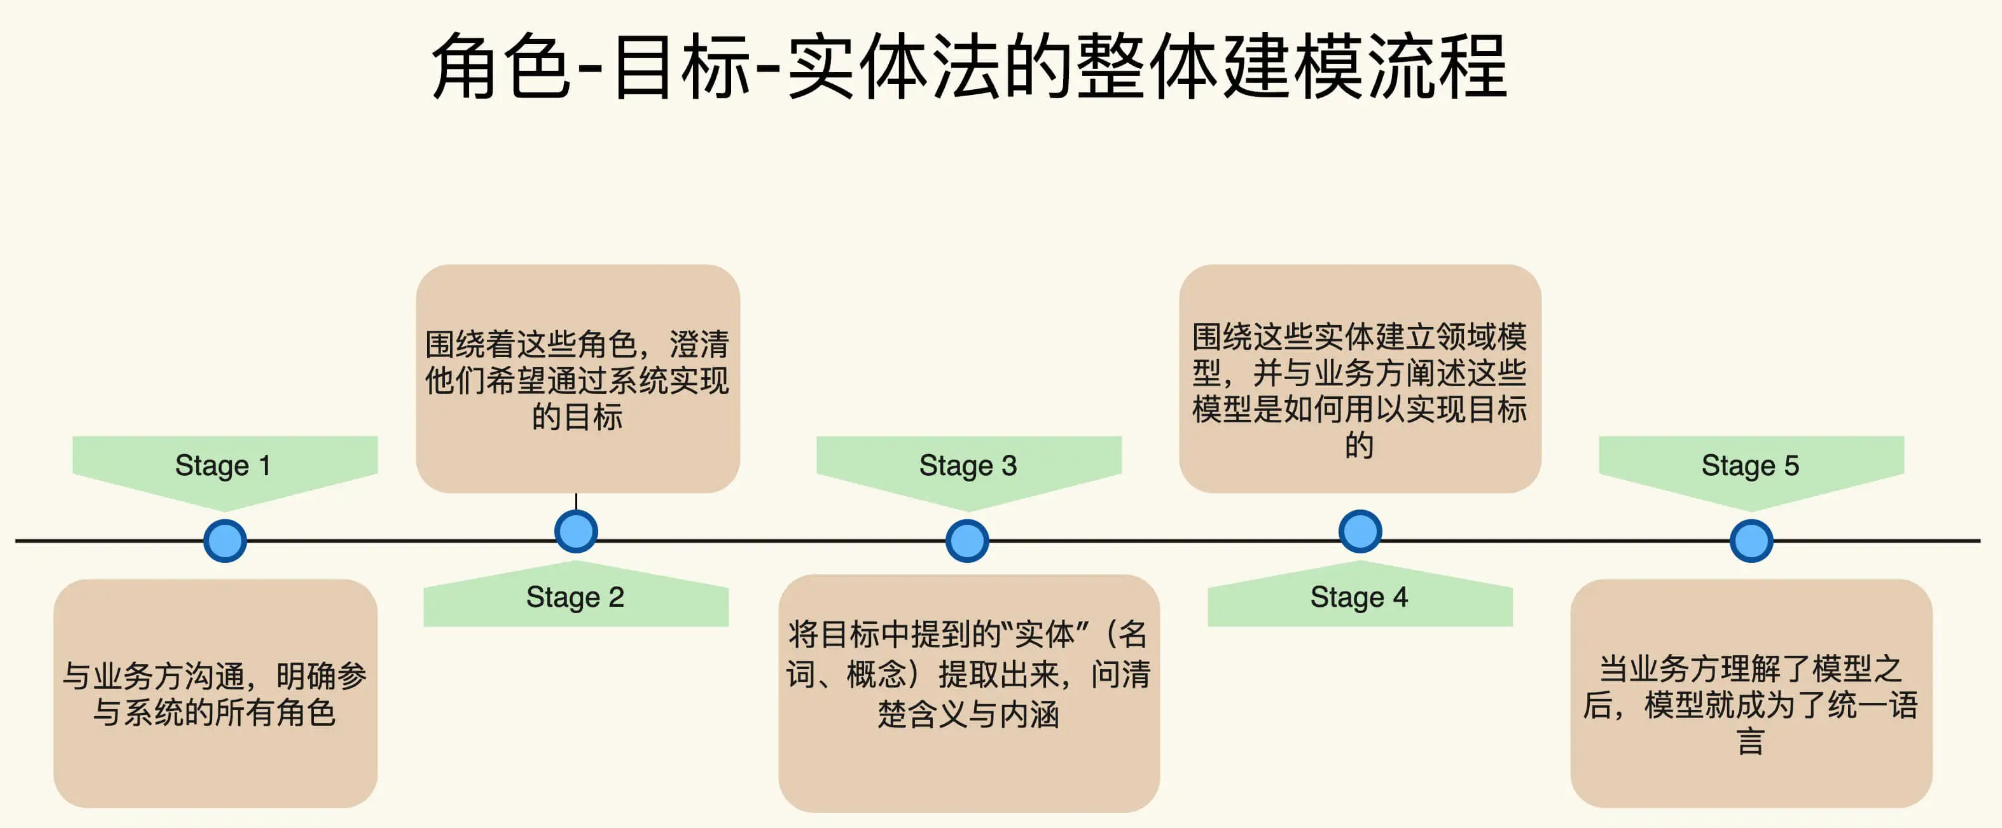 角色-目标-实体法的整体建模流程
Stage 1
与业务方沟通，明确参
与系统的所有角色
围绕着这些角色，澄清
他们希望通过系统实现
的目标
Stage 2
Stage 3
将目标中提到的“实体”（名
词、概念）提取出来，问清
楚含义与内涵
围绕这些实体建立领域模
型，并与业务方阐述这些
模型是如何用以实现目标
的
Stage 4
Stage 5
当业务方理解了模型之
后，模型就成为了统一语
言